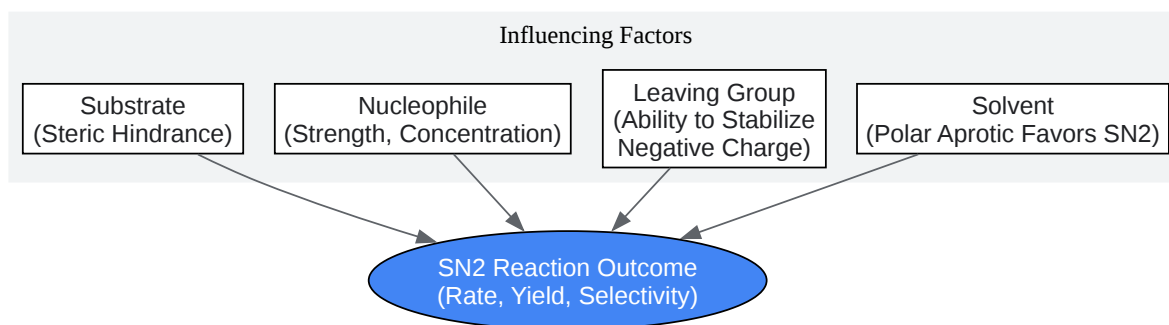 Influencing Factors
Substrate
(Steric Hindrance)
Nucleophile
(Strength, Concentration)
Leaving Group
(Ability to Stabilize
Negative Charge)
Solvent
(Polar Aprotic Favors SN2)
SN2 Reaction Outcome
(Rate, Yield, Selectivity)